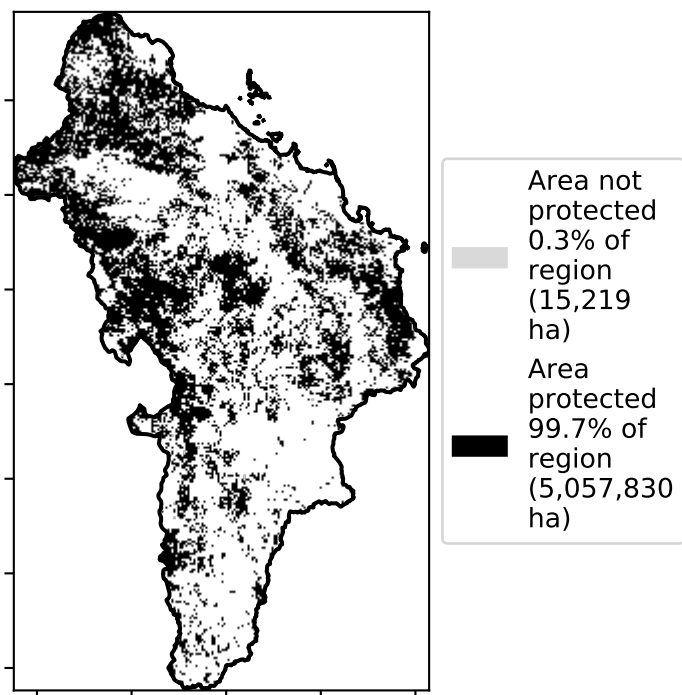 Area not
protected
0.3% of
region
(15,219
ha)
Area
protected
99.7% of
region
(5,057,830
ha)